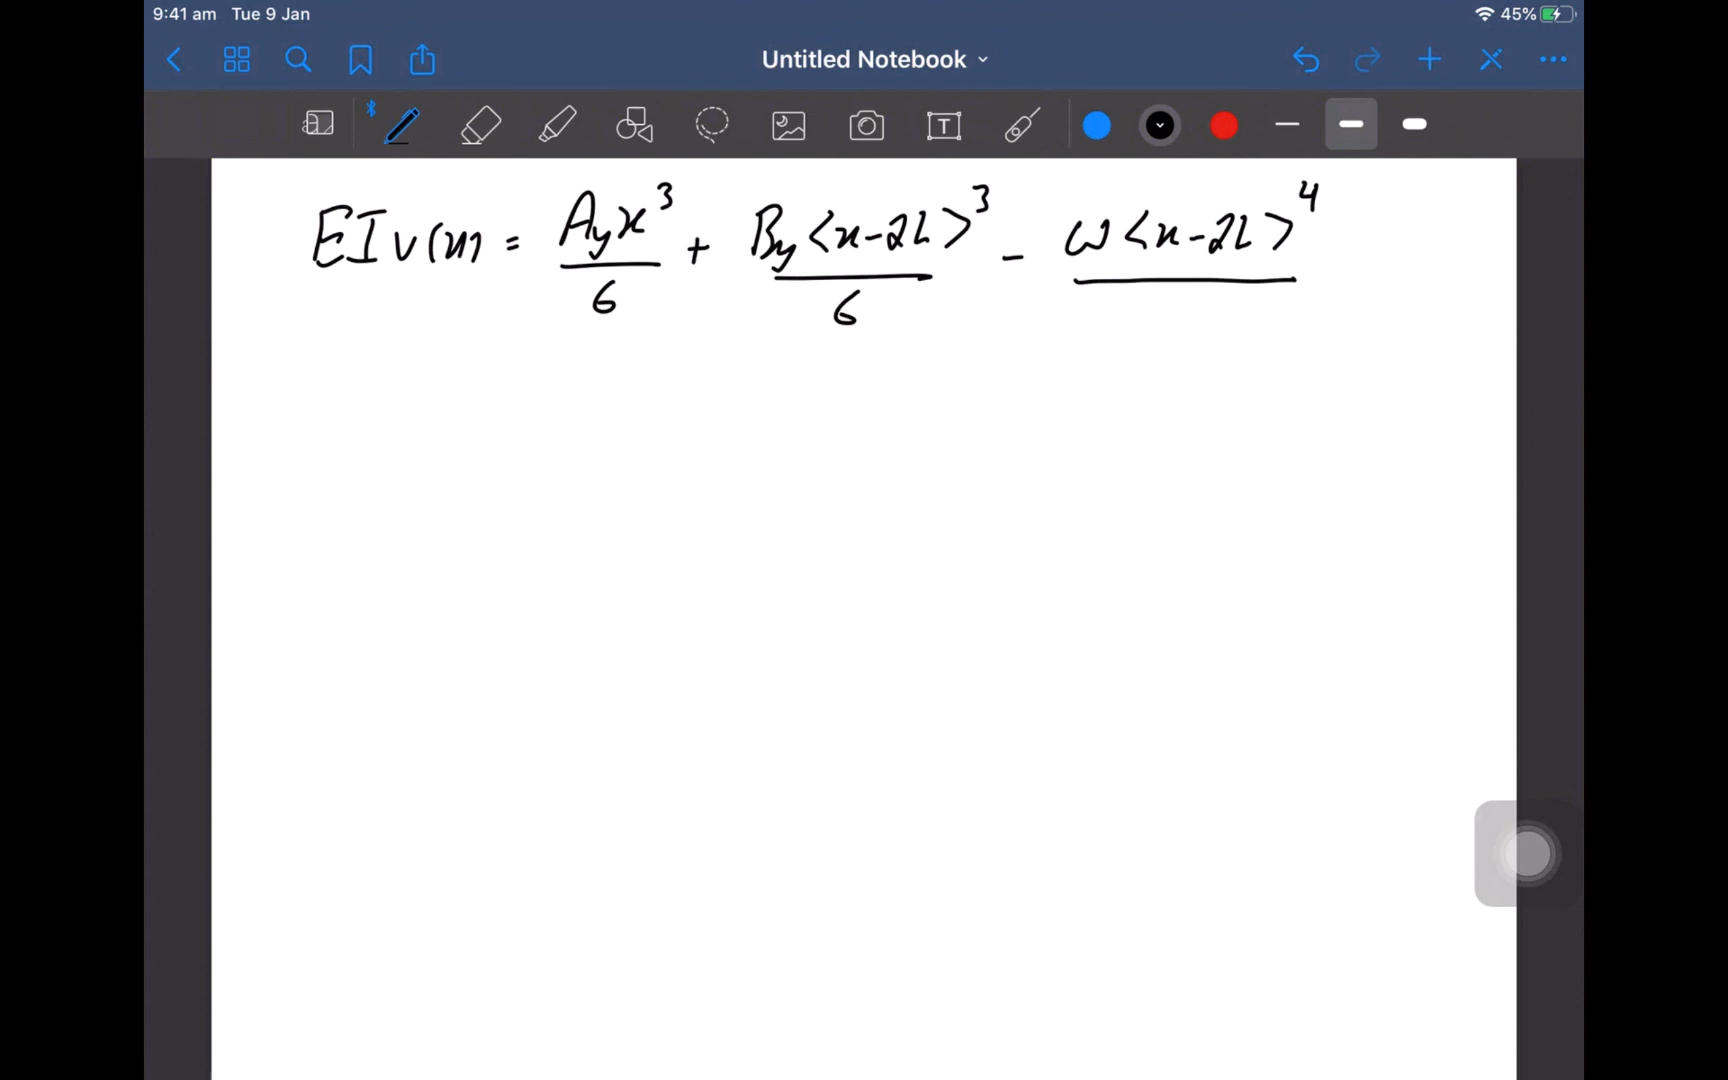 9:41 am Tue 9 Jan 45%
Untitled Notebook
a T
EIv(x) = A_y x^3/6 + B_y<x-2L>^3/6 - w<x-2L>^4/